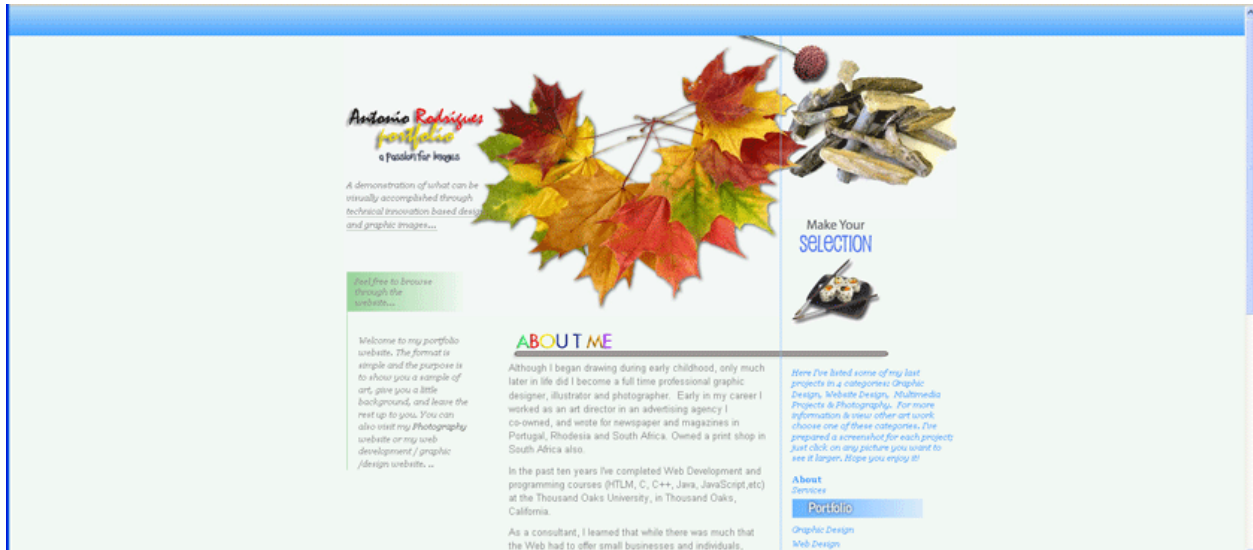 Antonio Rodrigues
portfolio
a passion for images
A demonstration of what can be
visually accomplished through
technical innovation based design
and graphic images...
Make Your
SELECTION
Feel free to browse
through the
website...
Welcome to my portfolio
website. The format is
simple and the purpose is
to show you a sample of
art, give you a little
background, and leave the
rest up to you. You can
also visit my Photography
website or my web
development / graphic
/design website. ..
ABOUT ME
Although I began drawing during early childhood, only much
later in life did I become a full time professional graphic
designer, illustrator and photographer.  Early in my career I
worked as an art director in an advertising agency I
co-owned, and wrote for newspaper and magazines in
Portugal, Rhodesia and South Africa. Owned a print shop in
South Africa also.
In the past ten years I've completed Web Development and
programming courses (HTLM, C, C++, Java, JavaScript,etc)
at the Thousand Oaks University, in Thousand Oaks,
California.
As a consultant, I learned that while there was much that
the Web had to offer small businesses and individuals,
Here I've listed some of my last
projects in 4 categories: Graphic
Design, Website Design,  Multimedia
Projects & Photography.  For more
information & view other art work
choose one of these categories. I've
prepared a screenshot for each project;
just click on any picture you want to
see it larger. Hope you enjoy it!
About
Services
Portfolio
Graphic Design
Web Design